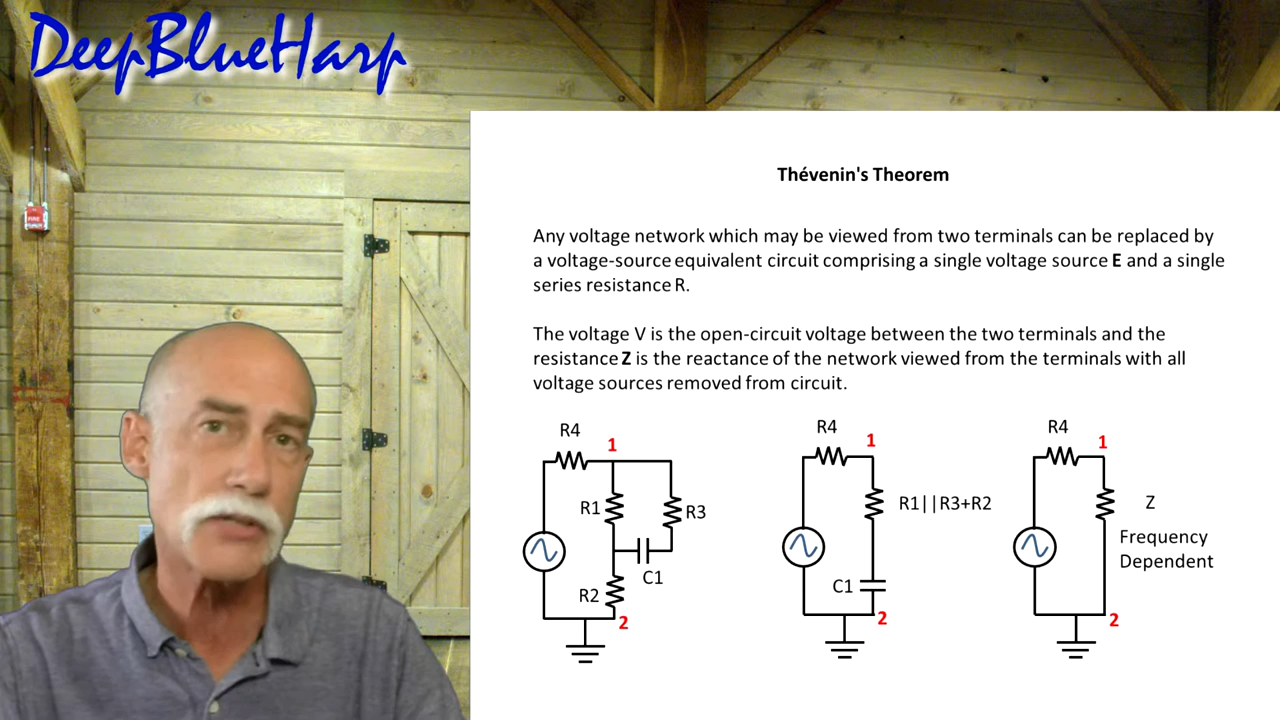 DeepBlueHarp
FIRE
Thévenin's Theorem
Any voltage network which may be viewed from two terminals can be replaced by
a voltage-source equivalent circuit comprising a single voltage source E and a single
series resistance R.
The voltage V is the open-circuit voltage between the two terminals and the
resistance Z is the reactance of the network viewed from the terminals with all
voltage sources removed from circuit.
R4
1
R1
R3
C1
R2
2
R4
1
R1||R3+R2
C1
2
R4
1
Z
Frequency
Dependent
2